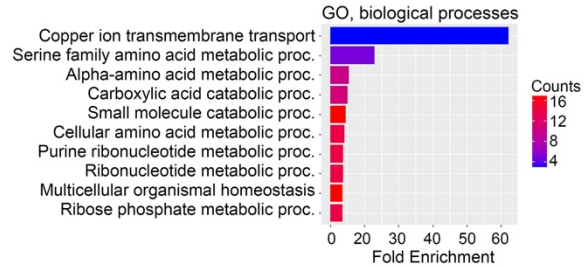 GO, biological processes
Copper ion transmembrane transport
Serine family amino acid metabolic proc.
Alpha-amino acid metabolic proc.
Carboxylic acid catabolic proc.
Small molecule catabolic proc.
Cellular amino acid metabolic proc.
Purine ribonucleotide metabolic proc.
Ribonucleotide metabolic proc.
Multicellular organismal homeostasis
Ribose phosphate metabolic proc.
0 20 40 30 50 60
Fold Enrichment
Counts
16
12
8
4